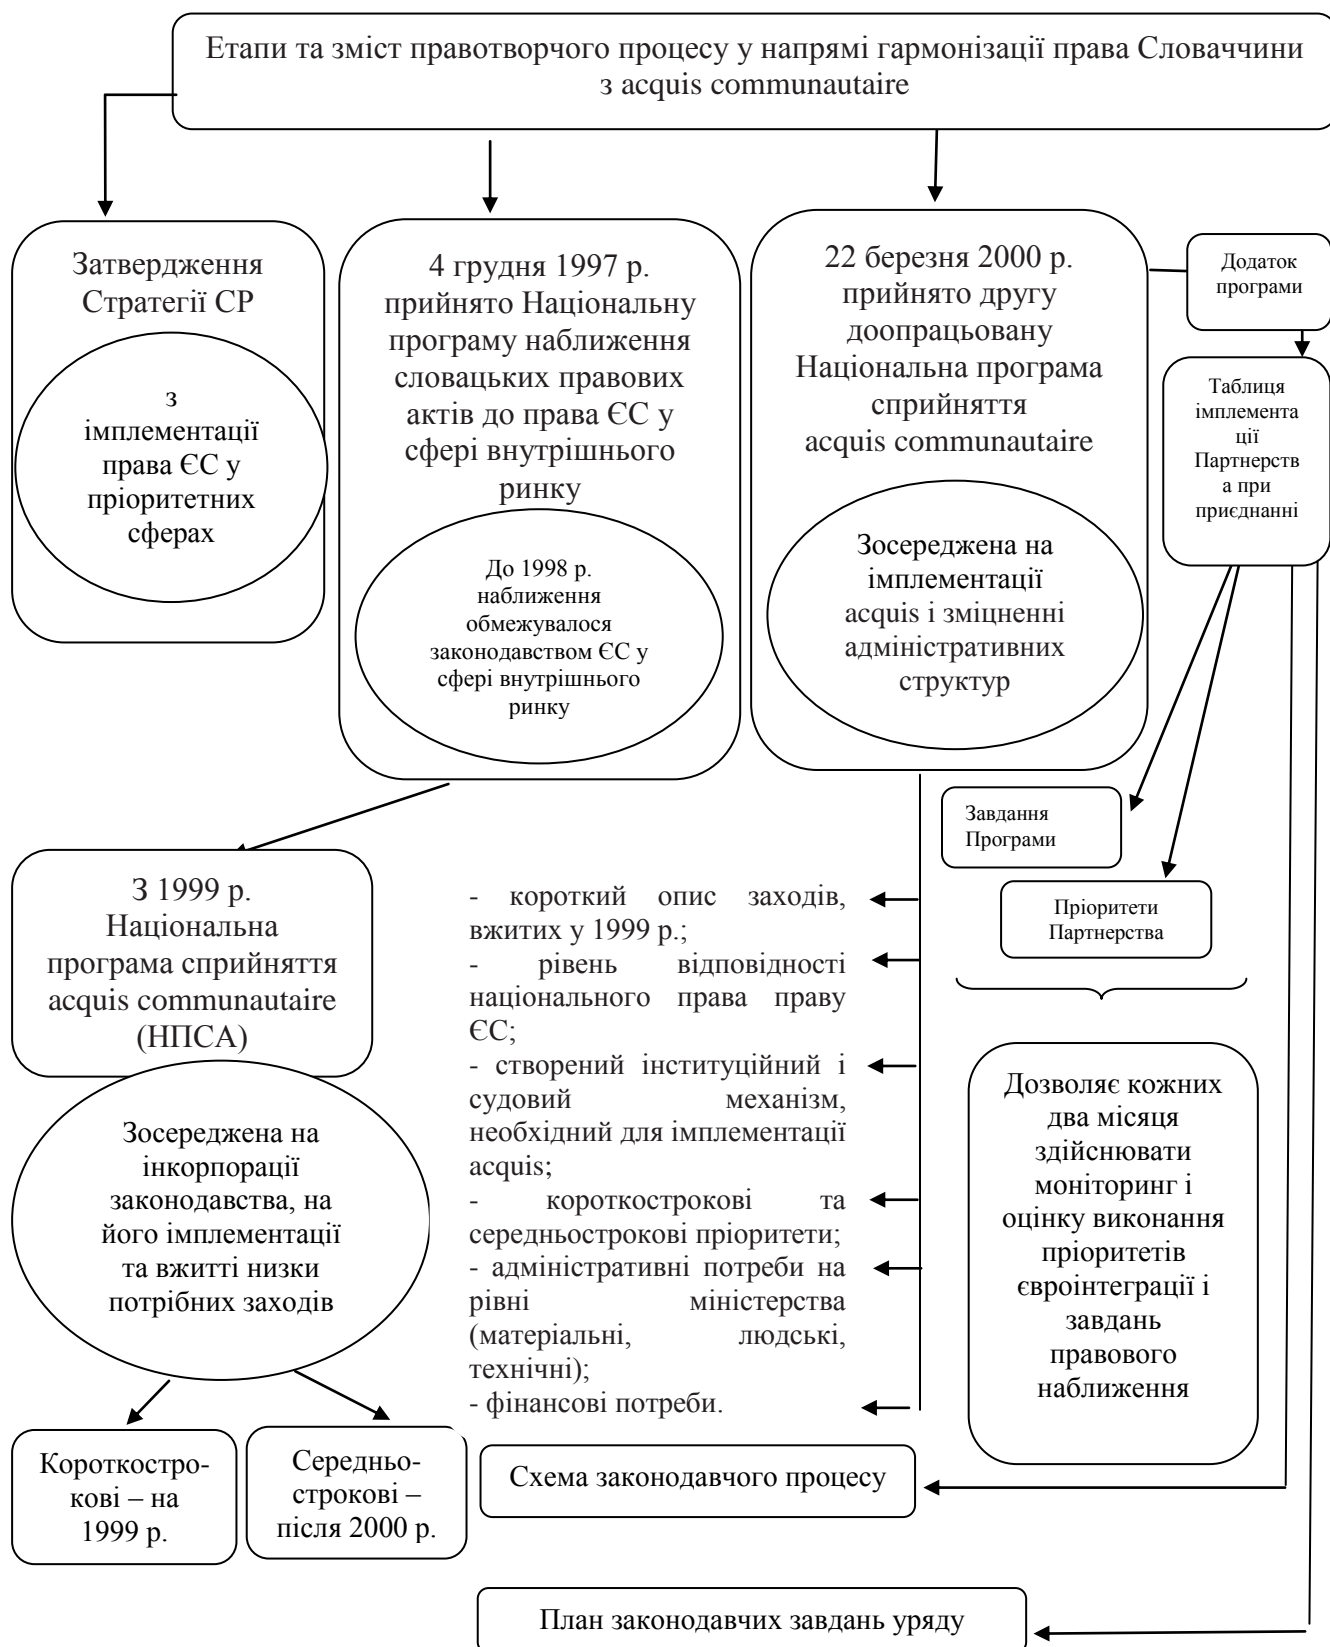 Етапи та зміст правотворчого процесу у напрямі гармонізації права Словаччини
з acquis communautaire
Затвердження
Стратегії СР
з
імплементації
права ЄС у
пріоритетних
сферах
4 грудня 1997 р.
прийнято Національну
програму наближення
словацьких правових
актів до права ЄС у
сфері внутрішнього
ринку
До 1998 р.
наближення
обмежувалося
законодавством ЄС у
сфері внутрішнього
ринку
22 березня 2000 р.
прийнято другу
доопрацьовану
Національна програма
сприйняття
acquis communautaire
Зосереджена на
імплементації
acquis і зміцненні
адміністративних
структур
Додаток
програми
Таблиця
імплемента
ції
Партнерств
а при
приєднанні
Завдання
Програми
Пріоритети
Партнерства
З 1999 р.
Національна
програма сприйняття
acquis communautaire
(НПСА)
Зосереджена на
інкорпорації
законодавства, на
його імплементації
та вжитті низки
потрібних заходів
Короткостро-
кові – на
1999 р.
Середньо-
строкові –
після 2000 р.
- короткий опис заходів,
вжитих у 1999 р.;
- рівень відповідності
національного права праву
ЄС;
- створений інституційний і
судовий механізм,
необхідний для імплементації
acquis;
- короткострокові та
середньострокові пріоритети;
- адміністративні потреби на
рівні міністерства
(матеріальні, людські,
технічні);
- фінансові потреби.
Дозволяє кожних
два місяця
здійснювати
моніторинг і
оцінку виконання
пріоритетів
євроінтеграції і
завдань
правового
наближення
Схема законодавчого процесу
План законодавчих завдань уряду